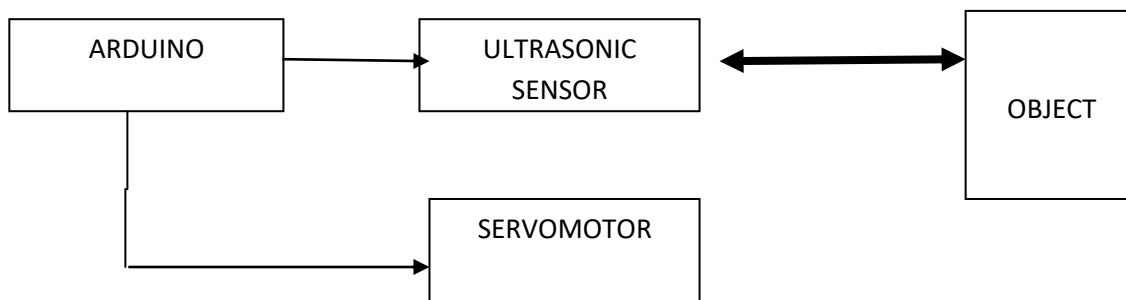 ARDUINO
ULTRASONIC
SENSOR
OBJECT
SERVOMOTOR